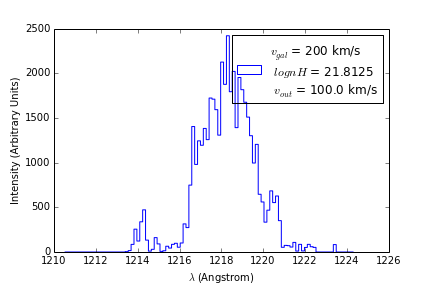 2500
2000
1500
1000
500
0
Intensity (Arbitrary Units)
v_gal = 200 km/s
lognH = 21.8125
v_out = 100.0 km/s
1210 1212 1214 1216 1218 1220 1222 1224 1226
λ (Angstrom)